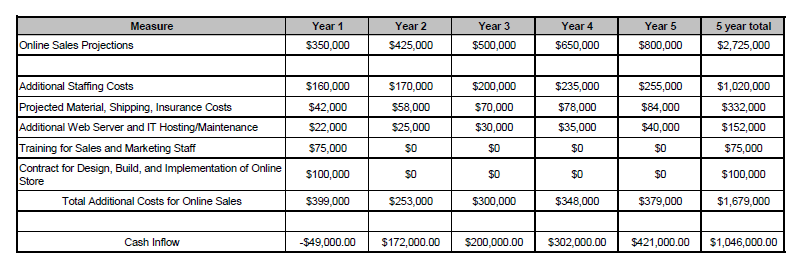 Measure Year 1 Year 2 Year 3 Year 4 Year 5 5 year total
Online Sales Projections $350,000 $425,000 $500,000 $650,000 $800,000 $2,725,000
Additional Staffing Costs $160,000 $170,000 $200,000 $235,000 $255,000 $1,020,000
Projected Material, Shipping, Insurance Costs $42,000 $58,000 $70,000 $78,000 $84,000 $332,000
Additional Web Server and IT Hosting/Maintenance $22,000 $25,000 $30,000 $35,000 $40,000 $152,000
Training for Sales and Marketing Staff $75,000 $0 $0 $0 $0 $75,000
Contract for Design, Build, and Implementation of Online
Store $100,000 $0 $0 $0 $0 $100,000
Total Additional Costs for Online Sales $399,000 $253,000 $300,000 $348,000 $379,000 $1,679,000
Cash Inflow -$49,000.00 $172,000.00 $200,000.00 $302,000.00 $421,000.00 $1,046,000.00